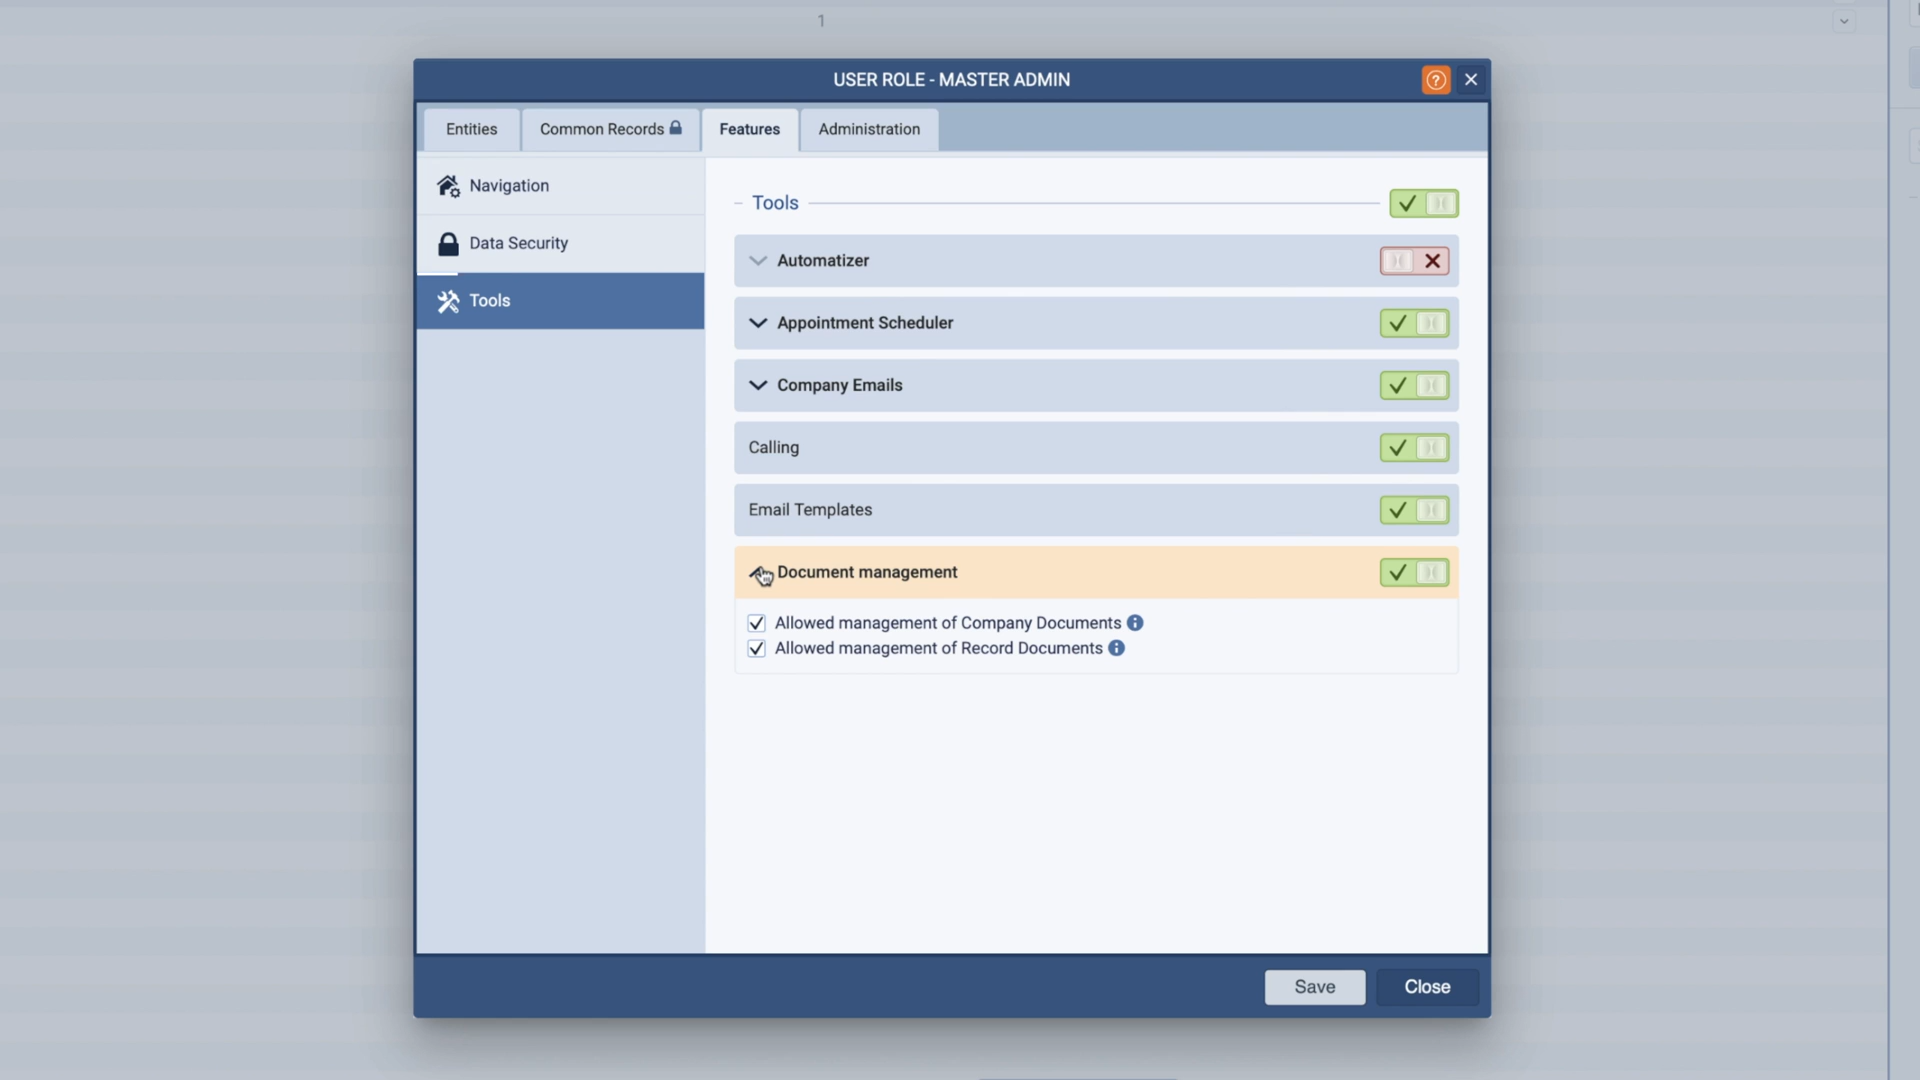 1
USER ROLE - MASTER ADMIN
Entities
Common Records
Features
Administration
Navigation
Data Security
Tools
Tools
Automatizer
Appointment Scheduler
Company Emails
Calling
Email Templates
Document management
Allowed management of Company Documents
Allowed management of Record Documents
Save
Close